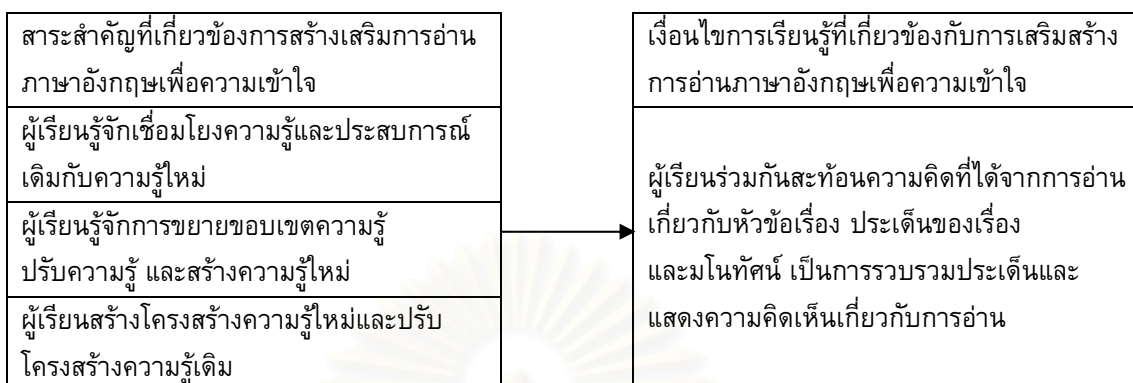 สาระสำคัญที่เกี่ยวข้องการสร้างเสริมการอ่าน
ภาษาอังกฤษเพื่อความเข้าใจ
ผู้เรียนรู้จักเชื่อมโยงความรู้และประสบการณ์
เดิมกับความรู้ใหม่
ผู้เรียนรู้จักการขยายขอบเขตความรู้
ปรับความรู้ และสร้างความรู้ใหม่
ผู้เรียนสร้างโครงสร้างความรู้ใหม่และปรับ
โครงสร้างความรู้เดิม
เงื่อนไขการเรียนรู้ที่เกี่ยวข้องกับการเสริมสร้าง
การอ่านภาษาอังกฤษเพื่อความเข้าใจ
ผู้เรียนร่วมกันสะท้อนความคิดที่ได้จากการอ่าน
เกี่ยวกับหัวข้อเรื่อง ประเด็นของเรื่อง
และมโนทัศน์ เป็นการรวบรวมประเด็นและ
แสดงความคิดเห็นเกี่ยวกับการอ่าน